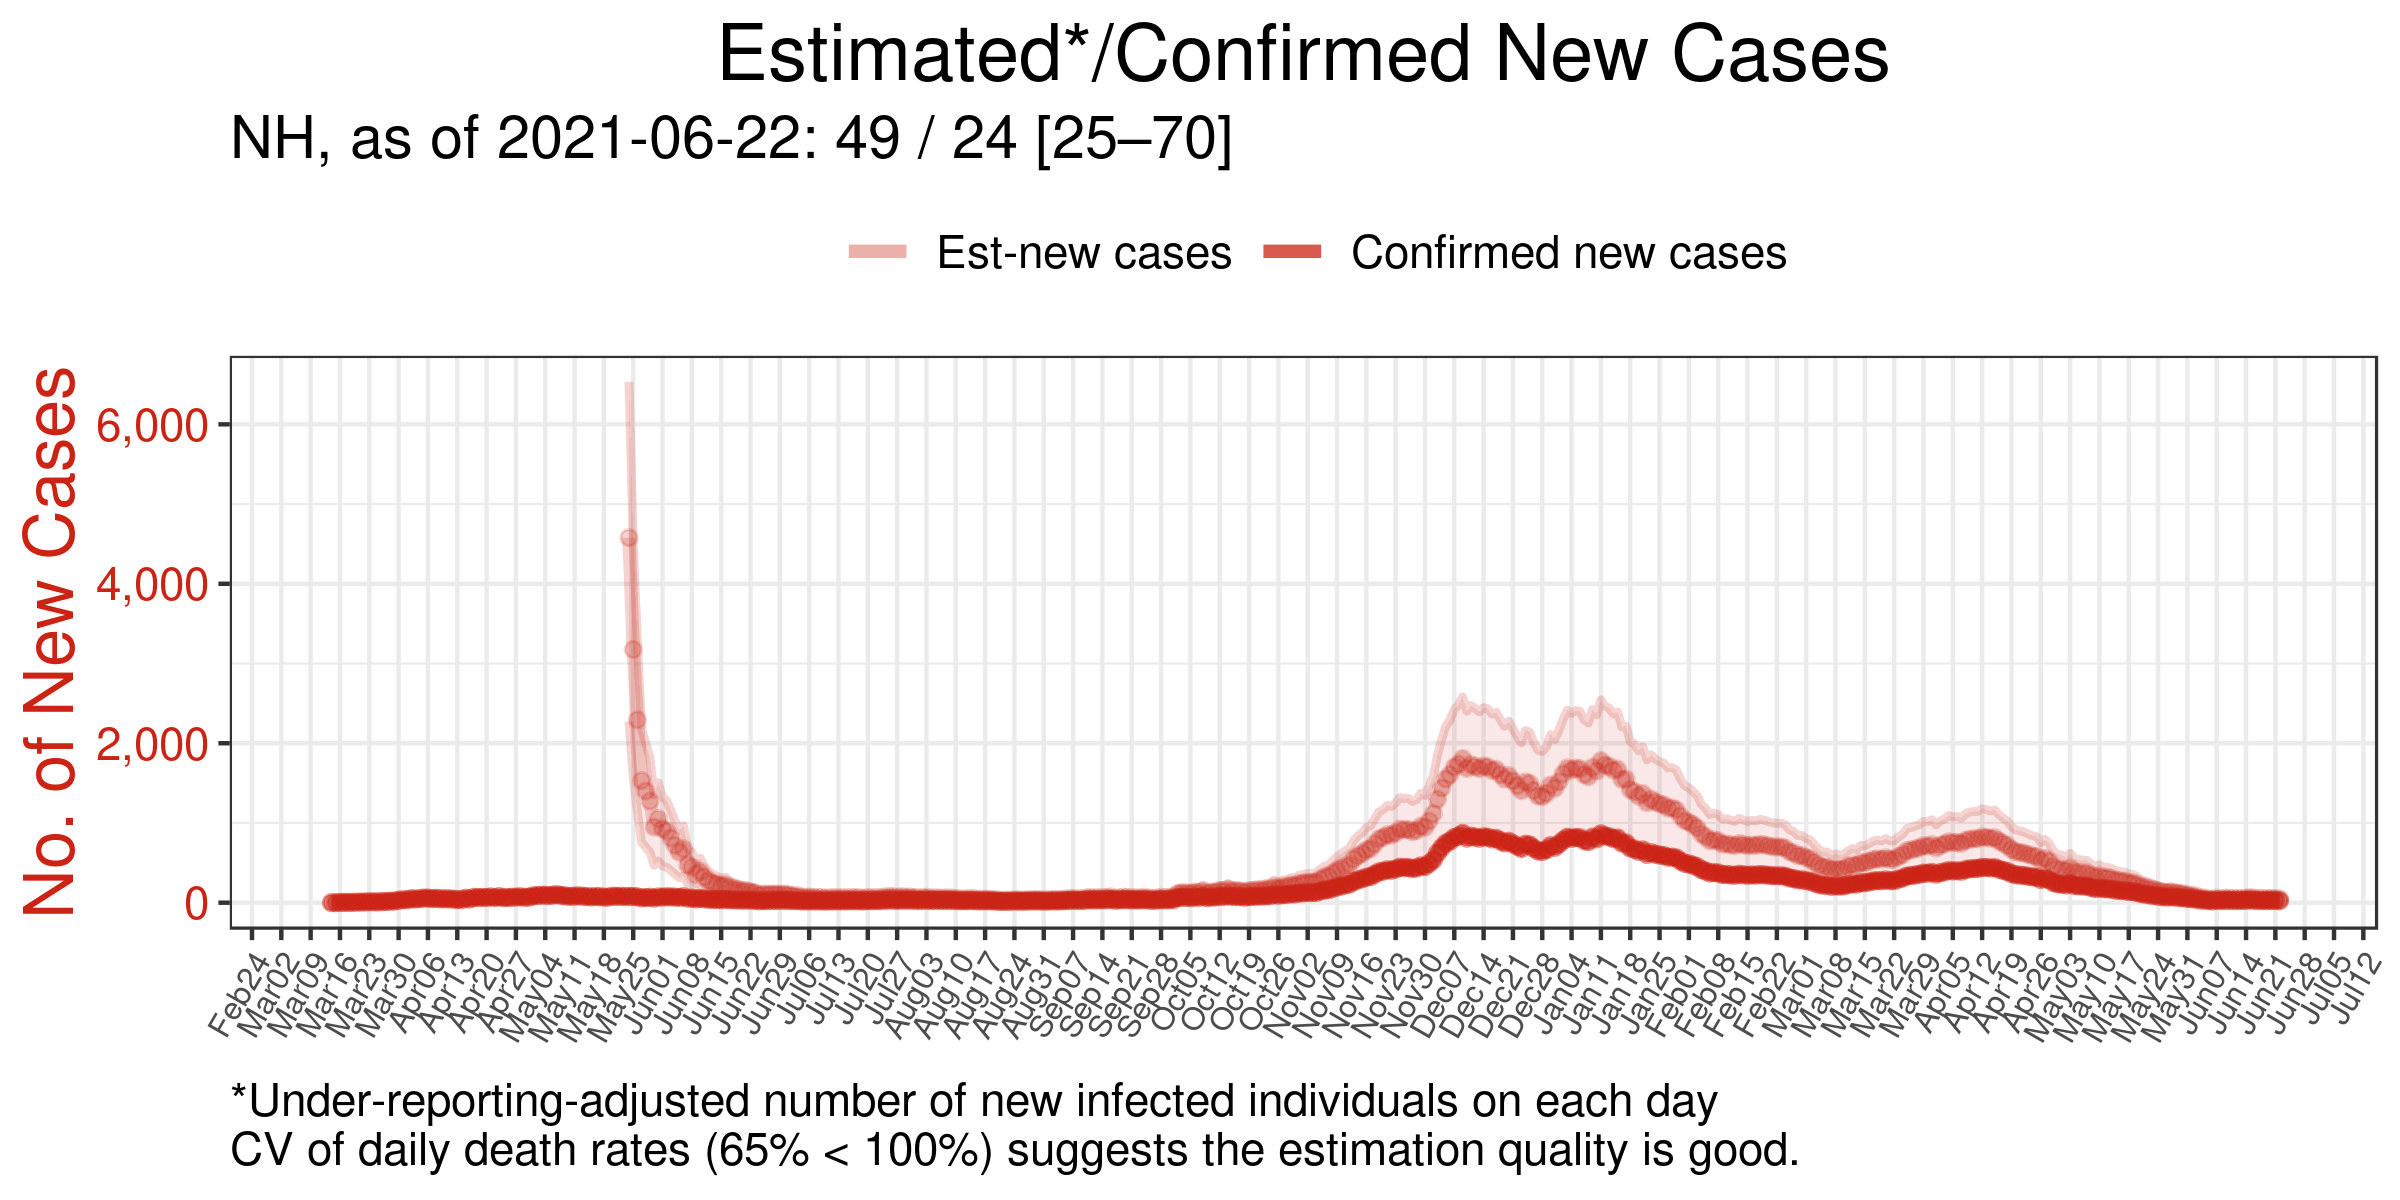 Estimated*/Confirmed New Cases
NH, as of 2021-06-22: 49 / 24 [25–70]
Est-new cases
Confirmed new cases
No. of New Cases
6,000
4,000
2,000
0
Feb24
Mar02
Mar09
Mar16
Mar23
Mar30
Apr06
Apr13
Apr20
Apr27
May04
May11
May18
May25
Jun01
Jun08
Jun15
Jun22
Jun29
Jul06
Jul13
Jul20
Jul27
Aug03
Aug10
Aug17
Aug24
Aug31
Sep07
Sep14
Sep21
Sep28
Oct05
Oct12
Oct19
Oct26
Nov02
Nov09
Nov16
Nov23
Nov30
Dec07
Dec14
Dec21
Dec28
Jan04
Jan11
Jan18
Jan25
Feb01
Feb08
Feb15
Feb22
Mar01
Mar08
Mar15
Mar22
Mar29
Apr05
Apr12
Apr19
Apr26
May03
May10
May17
May24
May31
Jun07
Jun14
Jun21
Jun28
Jul05
Jul12
*Under-reporting-adjusted number of new infected individuals on each day
CV of daily death rates (65% < 100%) suggests the estimation quality is good.